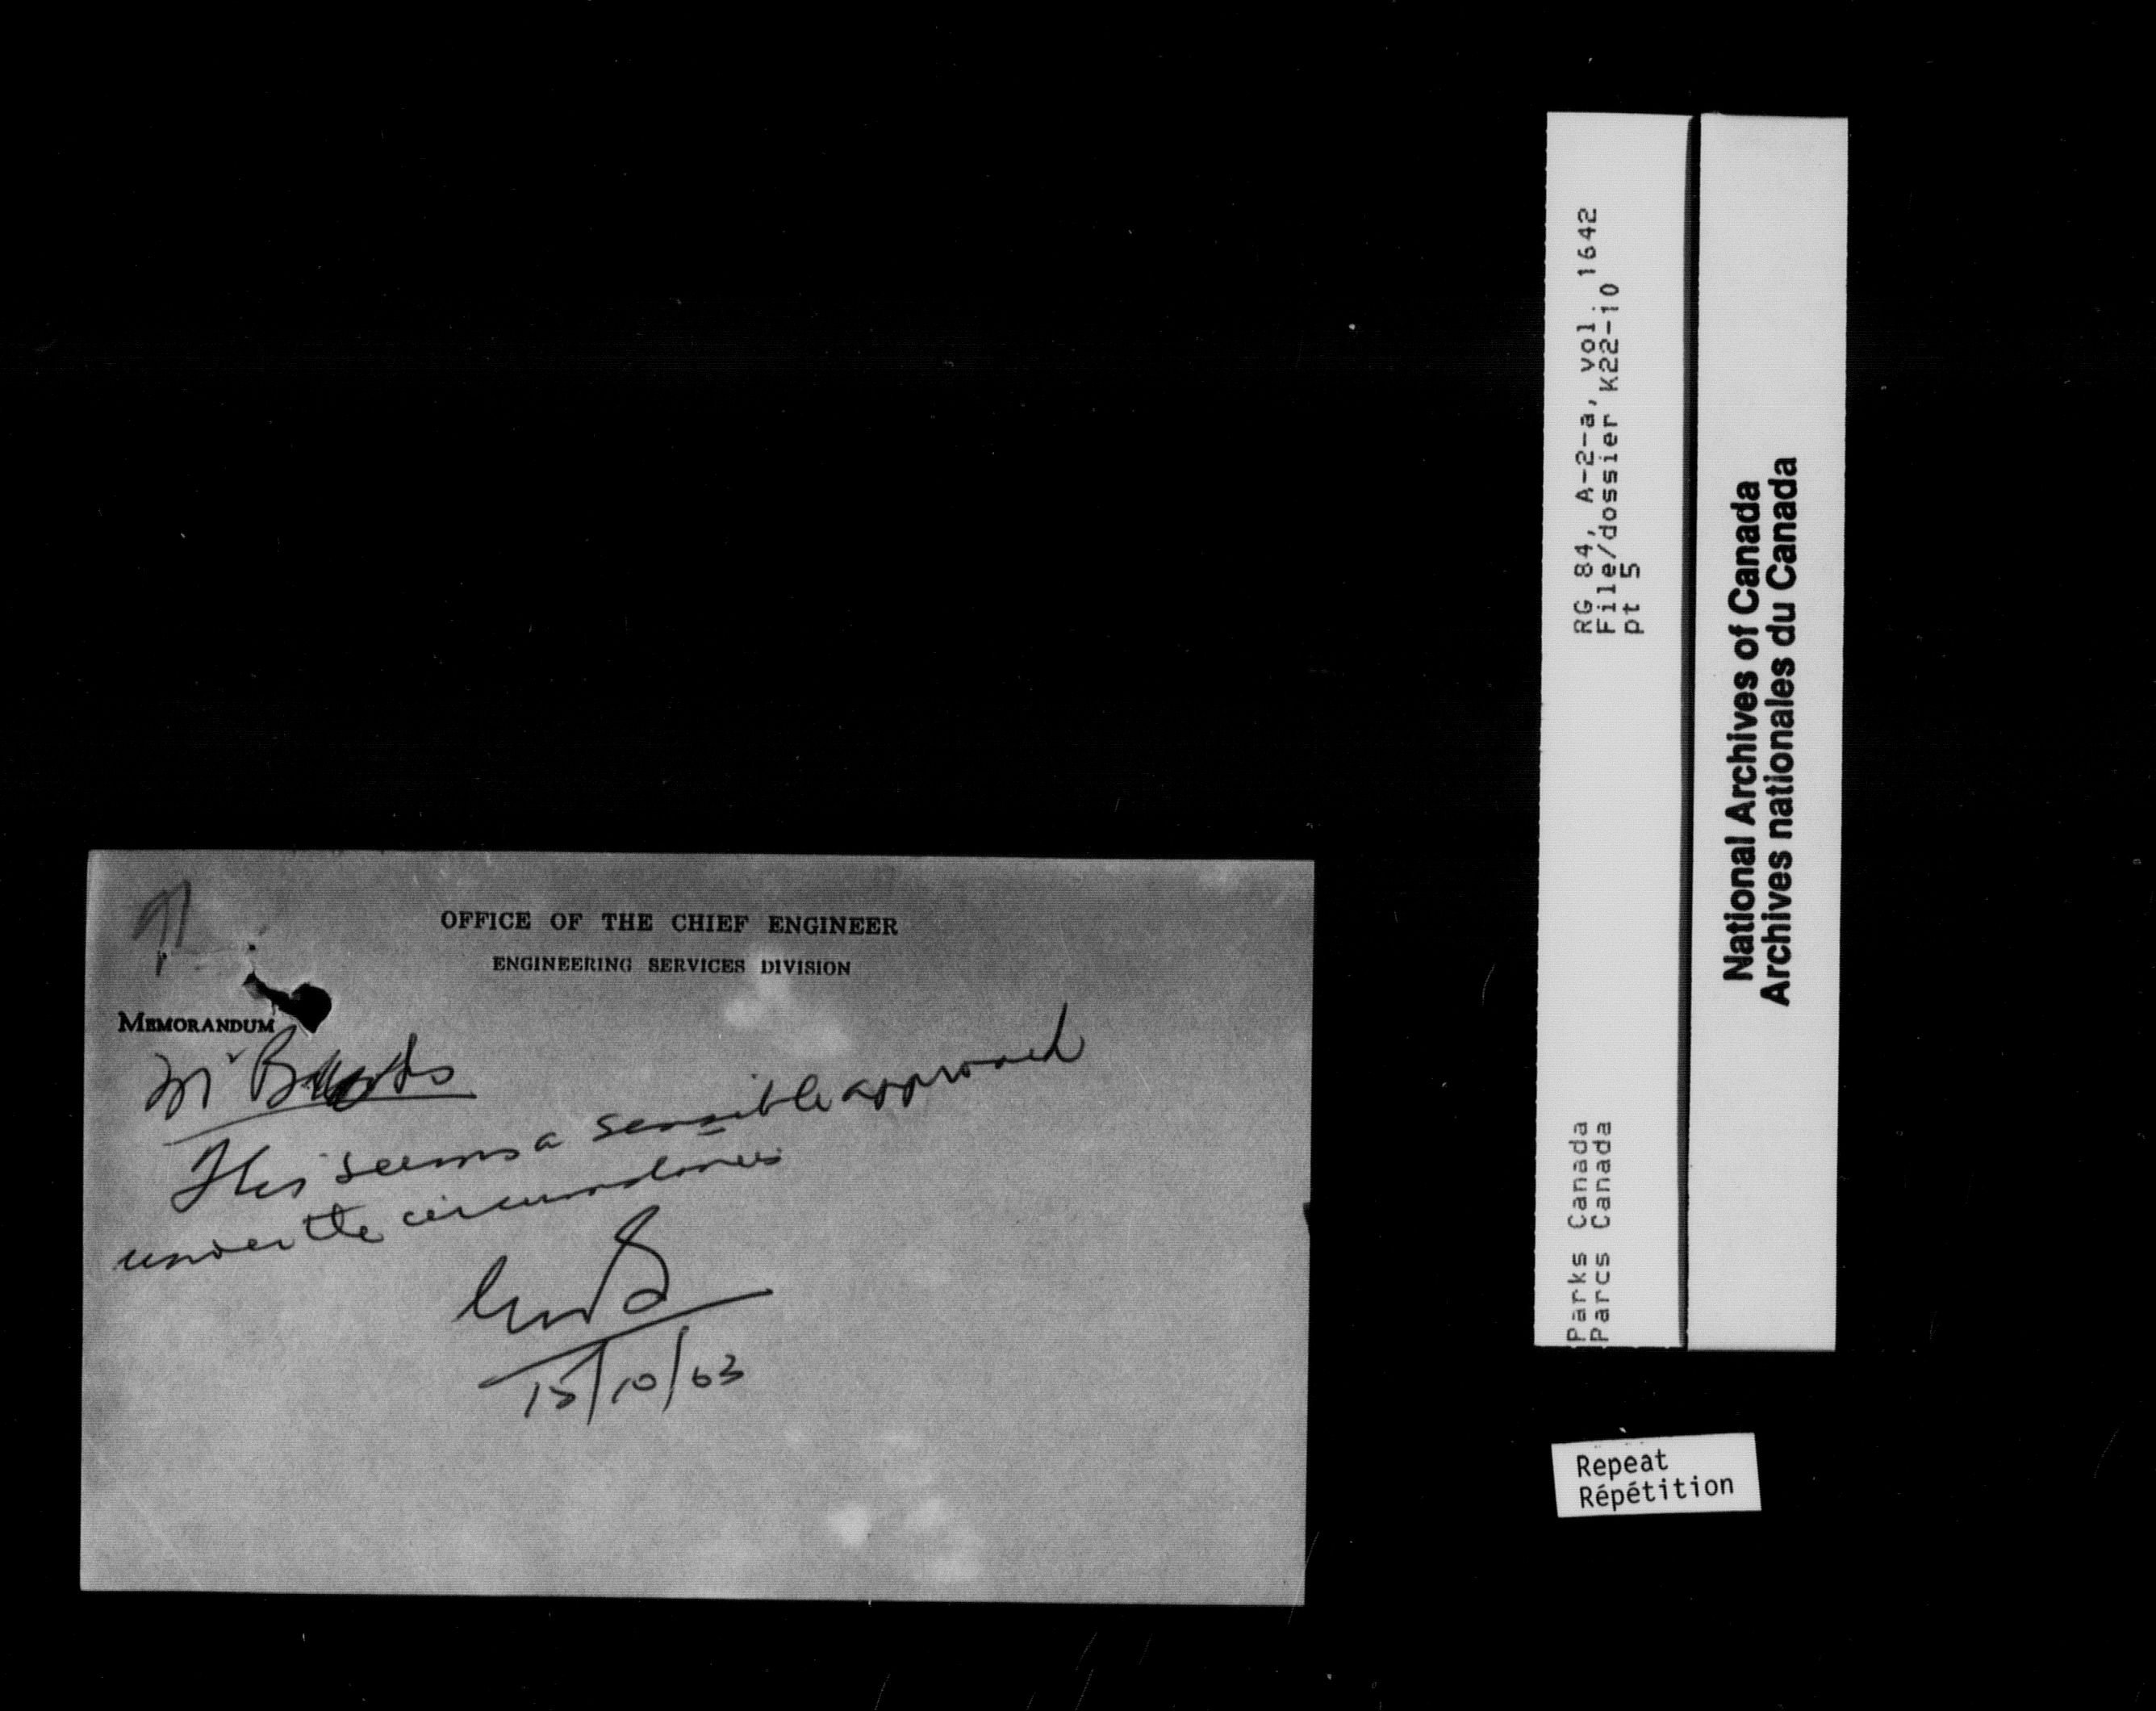 OFFICE OF THE CHIEF ENGINEER
ENGINEERING SERVICES DIVISION
MEMORANDUM
Mr
This seems a sensible approach
under the circumstances
15/10/63
RG 84, A-2-a, vol. 1642
File/dossier K22-10
pt 5
Parks Canada
Parcs Canada
National Archives of Canada
Archives nationales du Canada
Repeat
Répétition